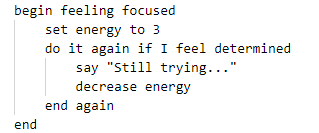 begin feeling focused
    set energy to 3
    do it again if I feel determined
        say "Still trying..."
        decrease energy
    end again
end